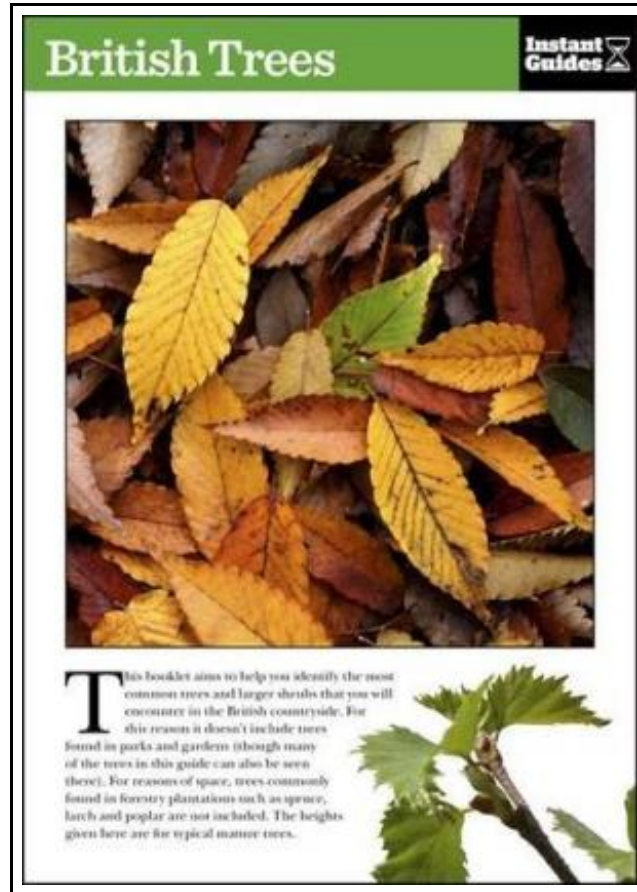 British Trees
Instant
Guides
This booklet aims to help you identify the most
common trees and larger shrubs that you will
encounter in the British countryside. For
this reason it doesn't include trees
found in parks and gardens (though many
of the trees in this guide can also be seen
there). For reasons of space, trees commonly
found in forestry plantations such as spruce,
larch and poplar are not included. The heights
given here are for typical mature trees.